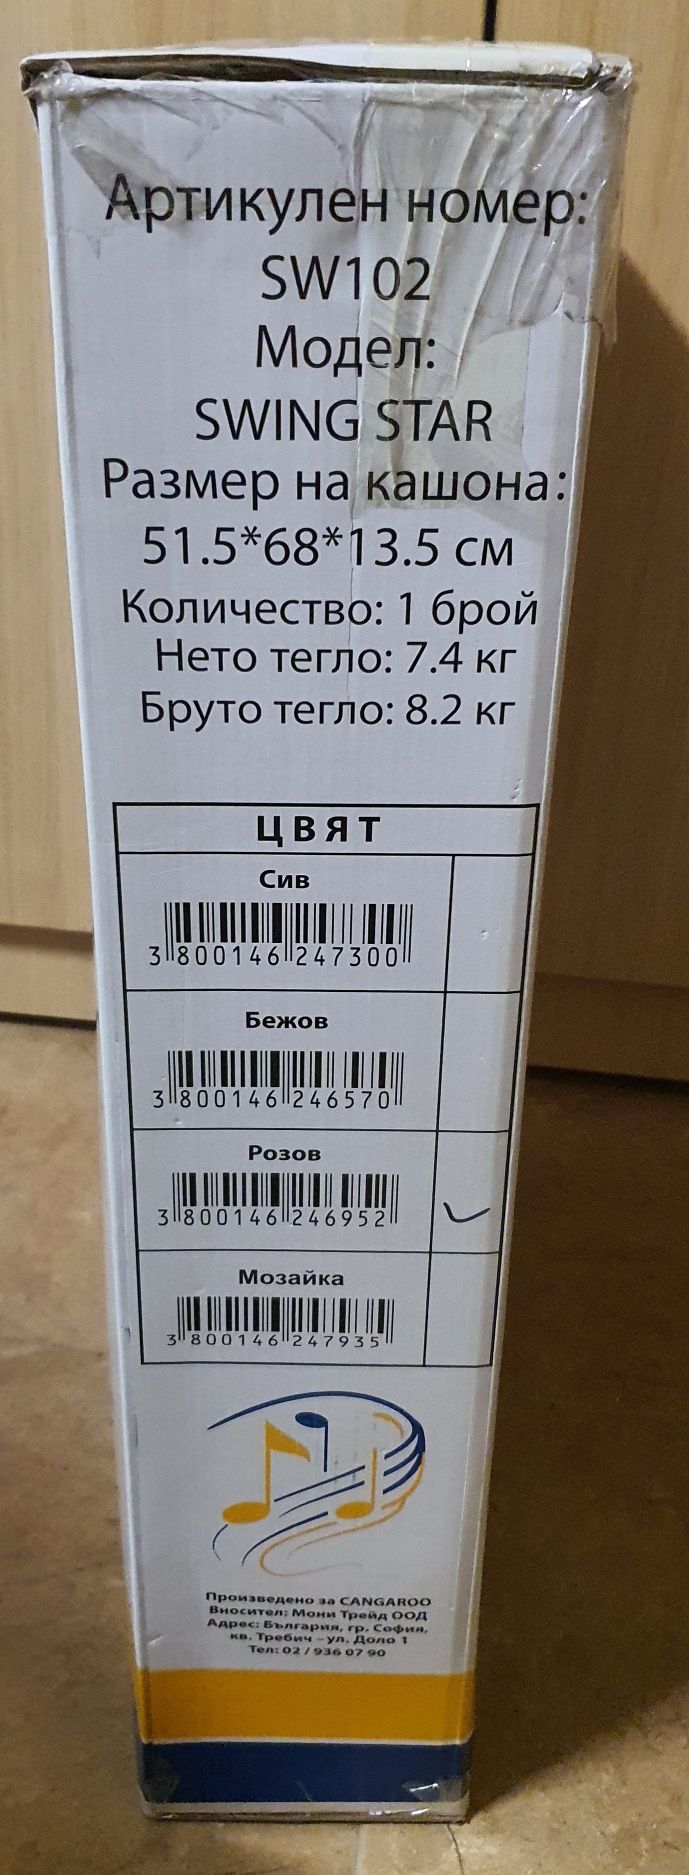 Артикулен номер:
SW102
Модел:
SWING STAR
Размер на кашона:
51.5*68*13.5 см
Количество: 1 брой
Нето тегло: 7.4 кг
Бруто тегло: 8.2 кг
ЦВЯТ
Сив
3 800146 247300
Бежов
3 800146 246570
Розов
3 800146 246952
Мозайка
3 800146 247935
Произведено за CANGAROO
Вносител: Мони Трейд ООД
Адрес: България, гр. София,
кв. Требич - ул. Доло 1
Тел: 02 / 936 07 90